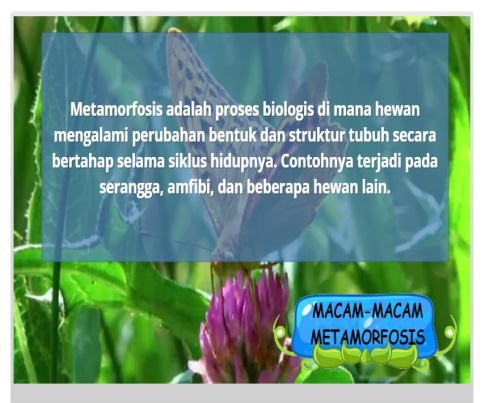 Metamorfosis adalah proses biologis di mana hewan
mengalami perubahan bentuk dan struktur tubuh secara
bertahap selama siklus hidupnya. Contohnya terjadi pada
serangga, amfibi, dan beberapa hewan lain.
MACAM-MACAM
METAMORFOSIS